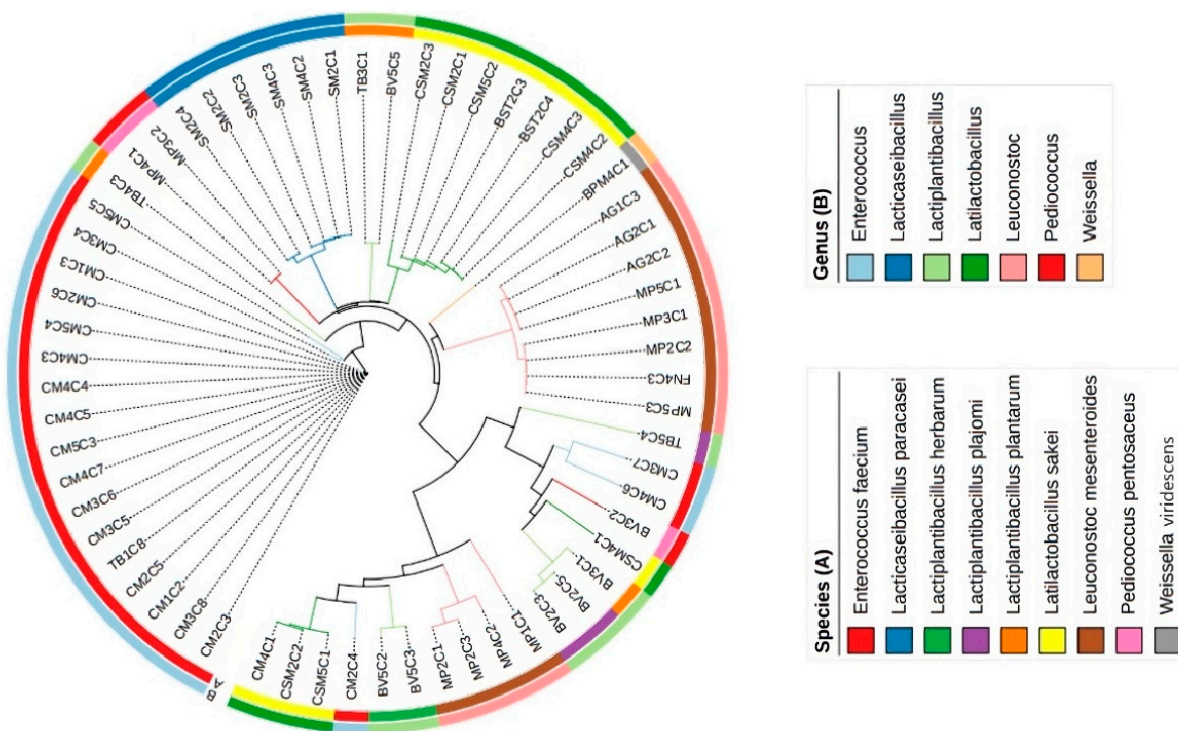 CM2C3
CM3C8
CM1C2
CM2C5
TB1C8
CM3C5
CM3C6
CM4C7
CM5C3
CM4C5
CM4C4
CM4C3
CM5C4
CM2C6
CM1C3
CM3C4
CM5C5
TB4C3
MP4C1
MP3C2
SM2C4
SM2C2
SM2C3
SM4C3
SM4C2
SM2C1
TB3C1
BV5C5
CSM2C3
CSM2C1
CSM5C2
BST2C3
BST2C4
CSM4C3
CSM4C2
BPM4C1
AG1C3
AG2C1
AG2C2
MP5C1
MP3C1
MP2C2
FN4C3
MP5C3
TB5C4
CM3C7
CM4C6
BV3C2
CSM4C1
BV3C1
BV2C5
BV2C3
MP1C1
MP4C2
MP2C3
MP2C1
BV5C3
BV5C2
CM2C4
CSM5C1
CSM2C2
CM4C1
A
B
Genus (B)
Enterococcus
Lacticaseibacillus
Lactiplantibacillus
Latilactobacillus
Leuconostoc
Pediococcus
Weissella
Species (A)
Enterococcus faecium
Lacticaseibacillus paracasei
Lactiplantibacillus herbarum
Lactiplantibacillus plajomi
Lactiplantibacillus plantarum
Latilactobacillus sakei
Leuconostoc mesenteroides
Pediococcus pentosaceus
Weissella viridescens